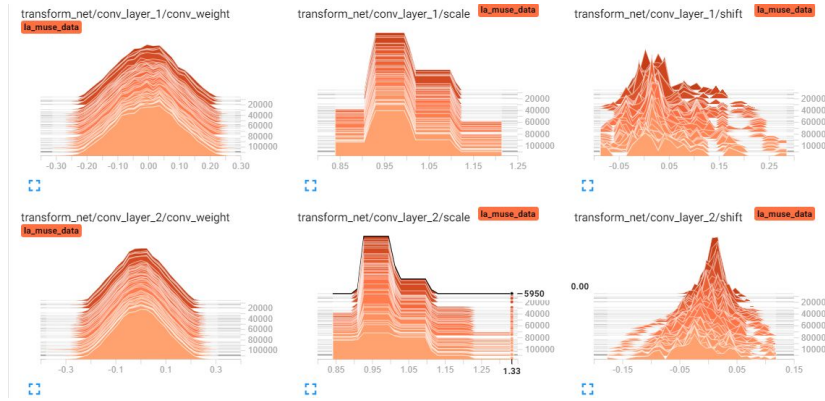 transform_net/conv_layer_1/conv_weight
la_muse_data
20000
40000
60000
80000
100000
-0.30 -0.20 -0.10 0.00 0.10 0.20 0.30
transform_net/conv_layer_1/scale
la_muse_data
20000
40000
60000
80000
100000
0.85 0.95 1.05 1.15 1.25
transform_net/conv_layer_1/shift
la_muse_data
20000
40000
60000
80000
100000
-0.05 0.05 0.15 0.25
transform_net/conv_layer_2/conv_weight
la_muse_data
20000
40000
60000
80000
100000
-0.3 -0.1 0.1 0.3
transform_net/conv_layer_2/scale
la_muse_data
5950
20000
40000
60000
80000
100000
0.85 0.95 1.05 1.15 1.25
1.33
transform_net/conv_layer_2/shift
la_muse_data
0.00
20000
40000
60000
80000
100000
-0.15 -0.05 0.05 0.15